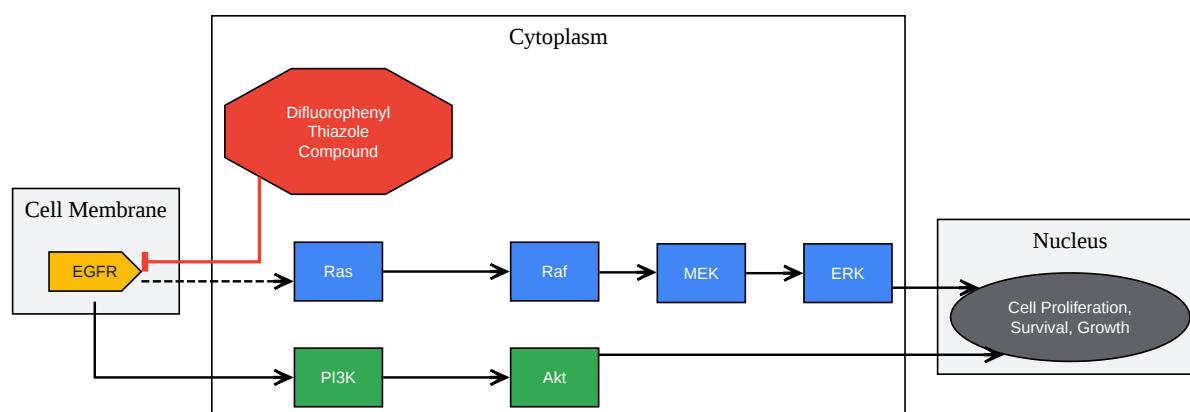 Cytoplasm
Difluorophenyl
Thiazole
Compound
Cell Membrane
EGFR
Ras
Raf
MEK
ERK
Nucleus
Cell Proliferation,
Survival, Growth
PI3K
Akt